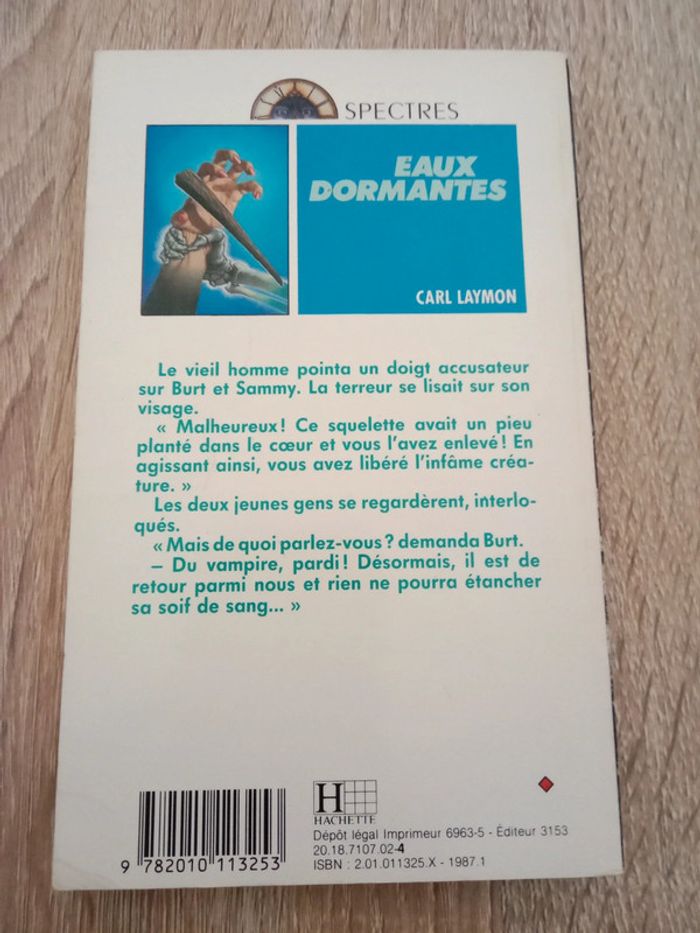 SPECTRES
EAUX
DORMANTES
CARL LAYMON
Le vieil homme pointa un doigt accusateur
sur Burt et Sammy. La terreur se lisait sur son
visage.
« Malheureux ! Ce squelette avait un pieu
planté dans le cœur et vous l'avez enlevé ! En
agissant ainsi, vous avez libéré l'infâme créa-
ture. »
Les deux jeunes gens se regardèrent, interlo-
qués.
« Mais de quoi parlez-vous ? demanda Burt.
– Du vampire, pardi ! Désormais, il est de
retour parmi nous et rien ne pourra étancher
sa soif de sang... »
H
HACHETTE
Dépôt légal Imprimeur 6963-5 - Éditeur 3153
20.18.7107.02-4
ISBN : 2.01.011325.X - 1987.1
9 782010 113253